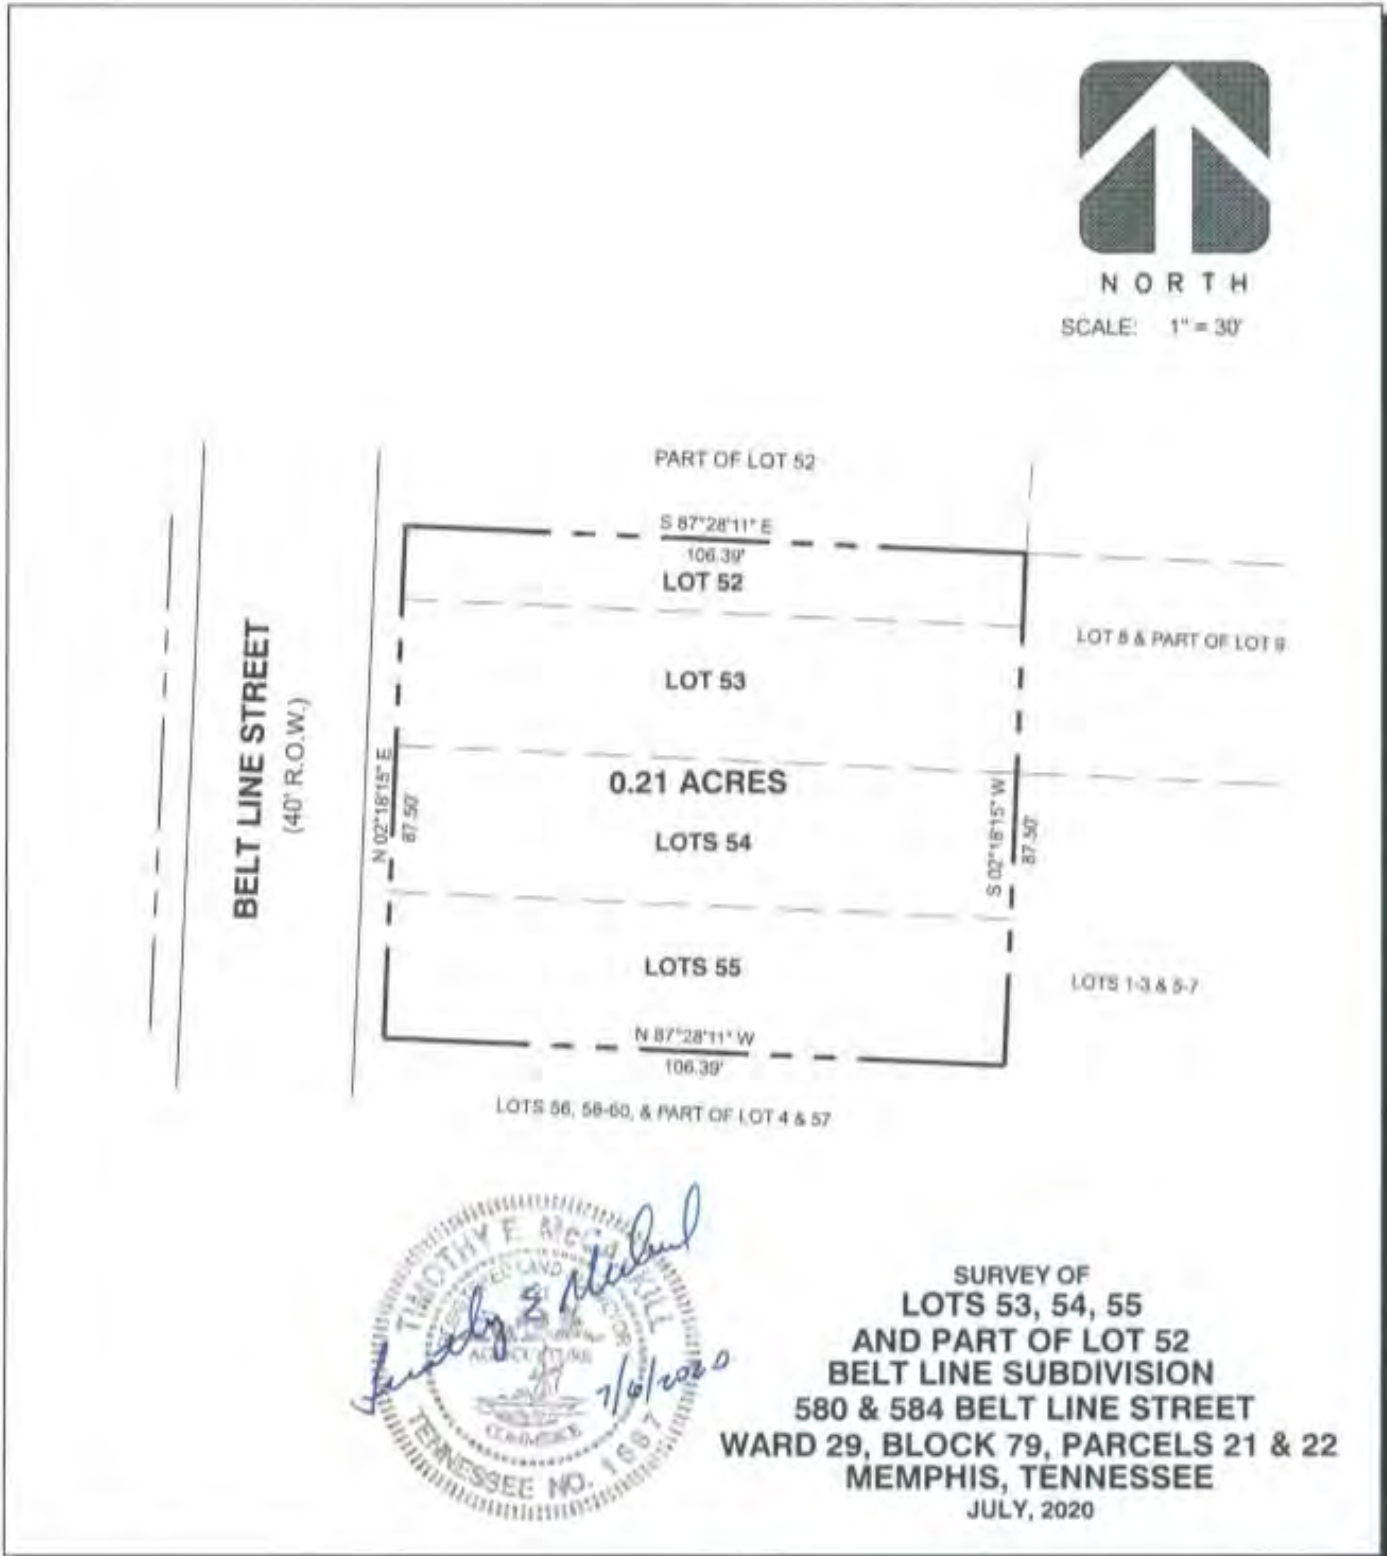 NORTH
SCALE: 1" = 30'
PART OF LOT 52
S 87°28'11" E
106.39'
LOT 52
LOT 8 & PART OF LOT 9
LOT 53
BELT LINE STREET
(40' R.O.W.)
N 02°18'15" E
87.50'
0.21 ACRES
LOTS 54
S 02°18'15" W
87.50'
LOTS 55
LOTS 1-3 & 5-7
N 87°28'11" W
106.39'
LOTS 56, 58-60, & PART OF LOT 4 & 57
TIMOTHY E. McCaskill
AGRICULTURE
COMMERCE
TENNESSEE NO. 1687
7/6/2020
SURVEY OF
LOTS 53, 54, 55
AND PART OF LOT 52
BELT LINE SUBDIVISION
580 & 584 BELT LINE STREET
WARD 29, BLOCK 79, PARCELS 21 & 22
MEMPHIS, TENNESSEE
JULY, 2020